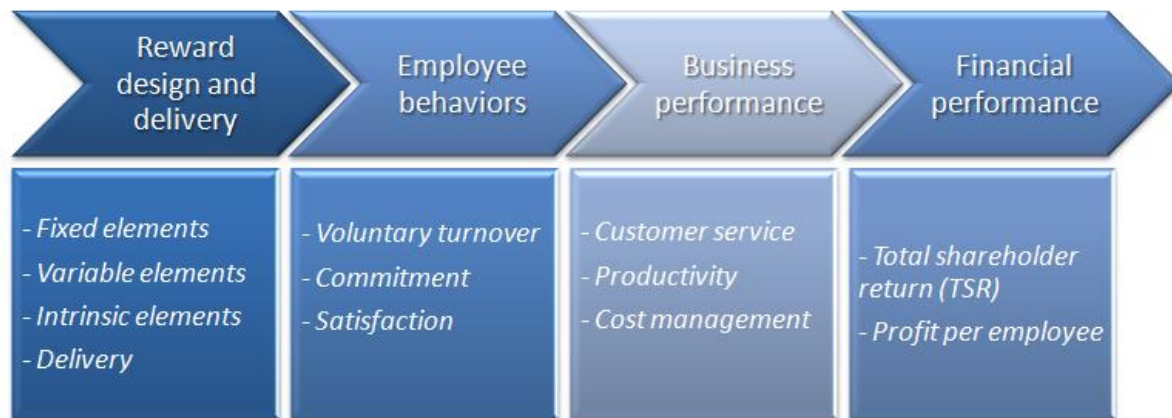 Reward
design and
delivery
Employee
behaviors
Business
performance
Financial
performance
- Fixed elements
- Variable elements
- Intrinsic elements
- Delivery
- Voluntary turnover
- Commitment
- Satisfaction
- Customer service
- Productivity
- Cost management
- Total shareholder
return (TSR)
- Profit per employee